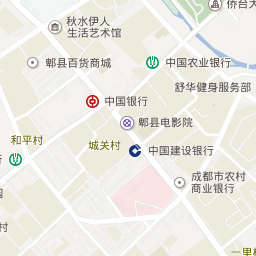 侨台大
秋水伊人
生活艺术馆
郫县百货商城
中国农业银行
舒华健身服务部
中国银行
郫县电影院
和平村
城关村
中国建设银行
成都市农村
商业银行
一里